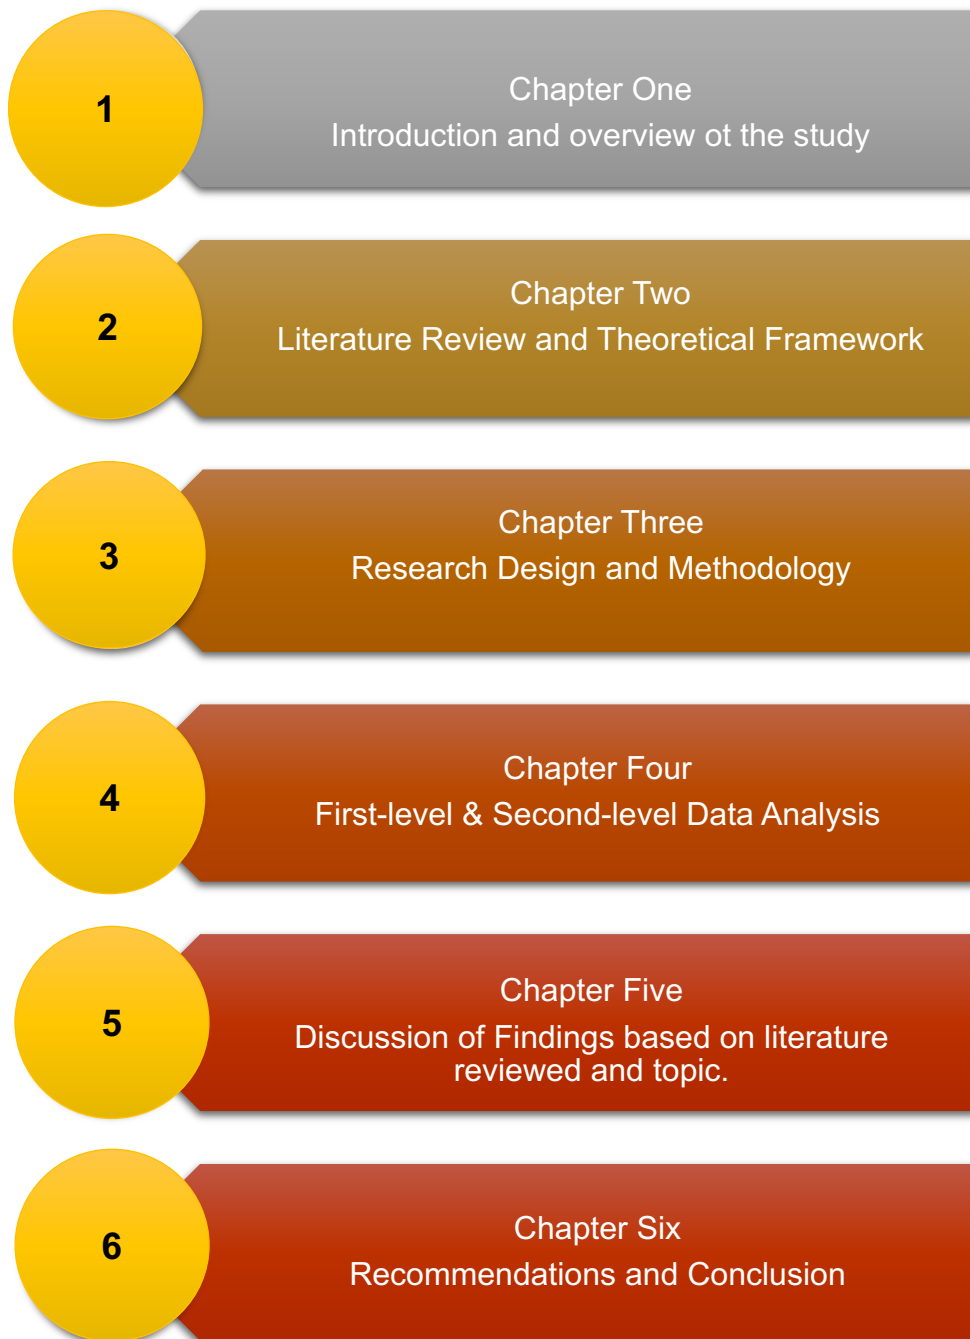 1
Chapter One
Introduction and overview ot the study
2
Chapter Two
Literature Review and Theoretical Framework
3
Chapter Three
Research Design and Methodology
4
Chapter Four
First-level & Second-level Data Analysis
5
Chapter Five
Discussion of Findings based on literature
reviewed and topic.
6
Chapter Six
Recommendations and Conclusion